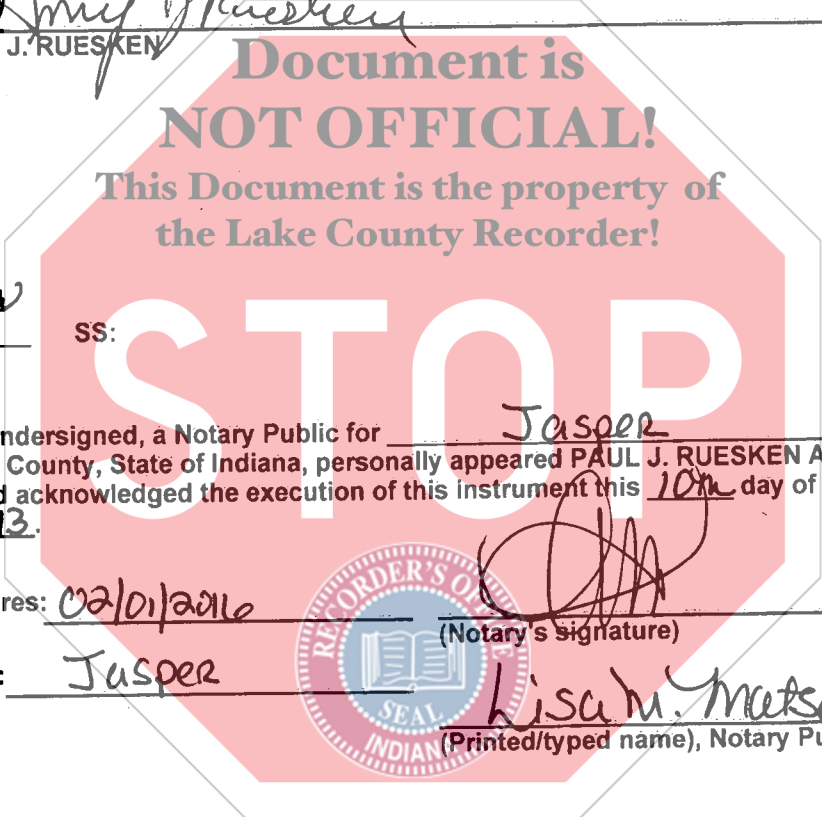 Amy J Ruesken
J. RUESKEN
Document is
NOT OFFICIAL!
This Document is the property of
the Lake County Recorder!
SS:
STOP
ndersigned, a Notary Public for Jasper
County, State of Indiana, personally appeared PAUL J. RUESKEN A
d acknowledged the execution of this instrument this 10th day of
13.
res: 02/01/2016
(Notary's signature)
: Jasper
RECORDER'S OFFICE
SEAL
INDIANA
Lisa M. Mats
(Printed/typed name), Notary Pu